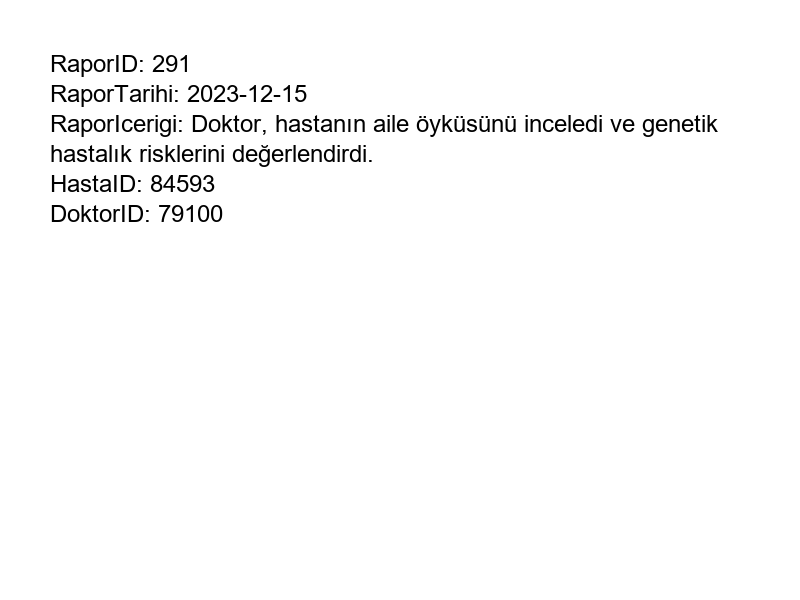 RaporID: 291
RaporTarihi: 2023-12-15
RaporIcerigi: Doktor, hastanın aile öyküsünü inceledi ve genetik
hastalık risklerini değerlendirdi.
HastaID: 84593
DoktorID: 79100